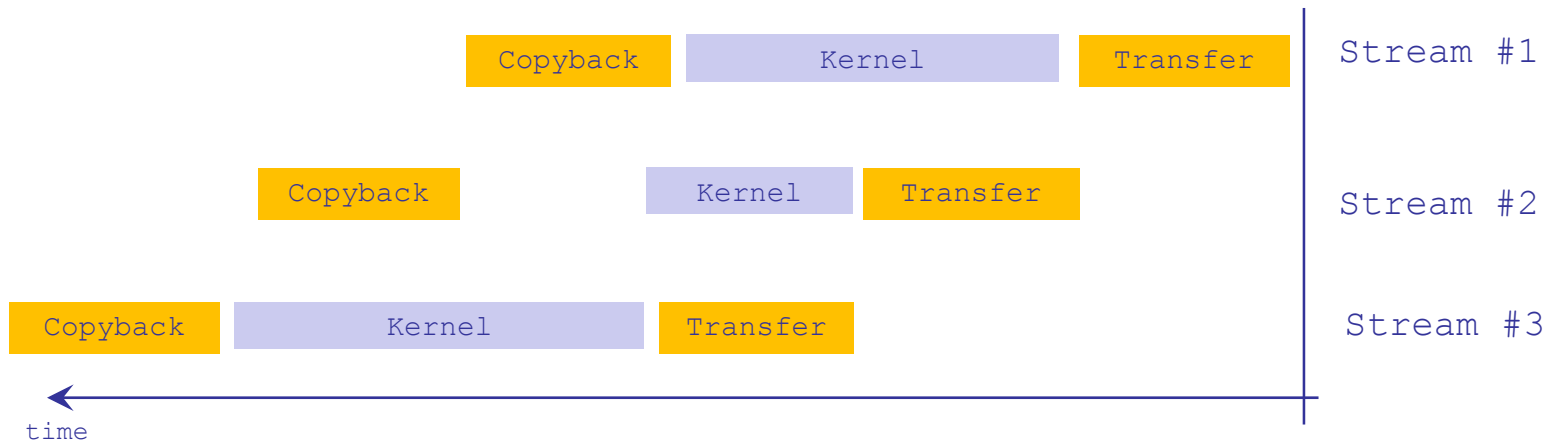 Copyback Kernel Transfer Stream #1
Copyback Kernel Transfer Stream #2
Copyback Kernel Transfer Stream #3
time